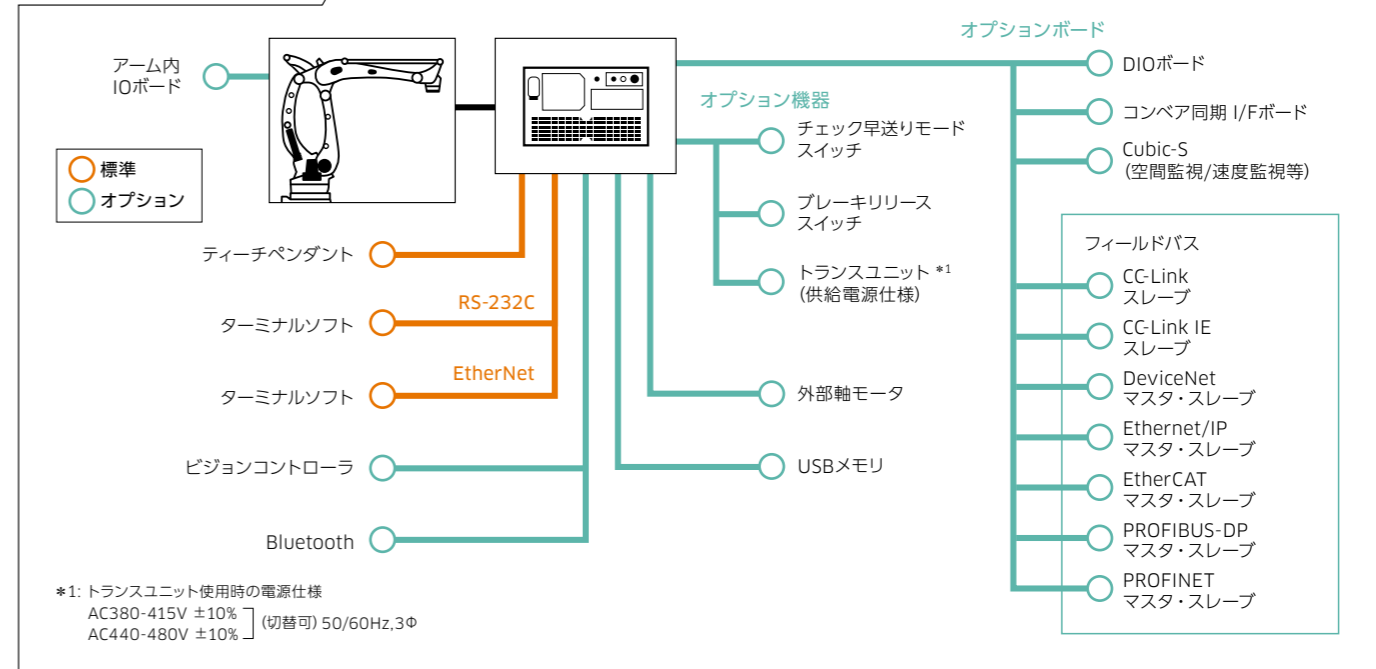 アーム内
IOボード
標準
オプション
ティーチペンダント
RS-232C
ターミナルソフト
EtherNet
ターミナルソフト
ビジョンコントローラ
Bluetooth
オプション機器
チェック早送りモード
スイッチ
ブレーキリリース
スイッチ
トランスユニット *1
(供給電源仕様)
外部軸モータ
USBメモリ
オプションボード
DIOボード
コンベア同期 I/Fボード
Cubic-S
(空間監視/速度監視等)
フィールドバス
CC-Link
スレーブ
CC-Link IE
スレーブ
DeviceNet
マスタ・スレーブ
Ethernet/IP
マスタ・スレーブ
EtherCAT
マスタ・スレーブ
PROFIBUS-DP
マスタ・スレーブ
PROFINET
マスタ・スレーブ
*1: トランスユニット使用時の電源仕様
AC380-415V ±10%
AC440-480V ±10%
(切替可) 50/60Hz,3Φ